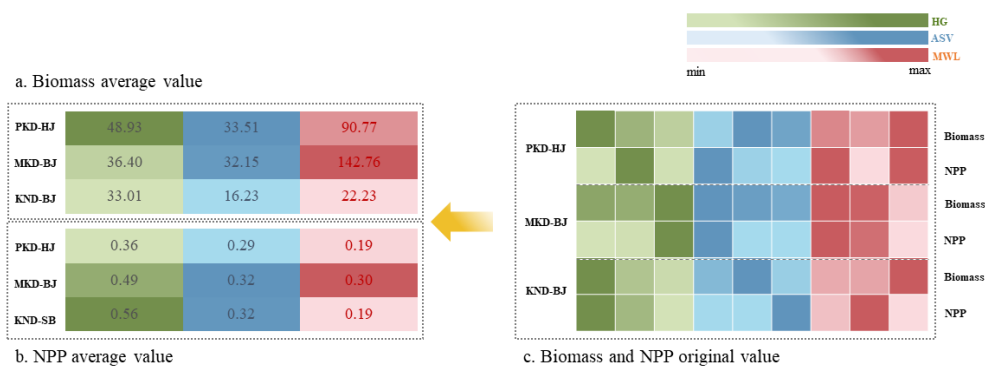 HG
ASV
MWL
min max
a. Biomass average value
PKD-HJ 48.93 33.51 90.77
MKD-BJ 36.40 32.15 142.76
KND-BJ 33.01 16.23 22.23
PKD-HJ 0.36 0.29 0.19
MKD-BJ 0.49 0.32 0.30
KND-SB 0.56 0.32 0.19
b. NPP average value
PKD-HJ
Biomass
NPP
MKD-BJ
Biomass
NPP
KND-BJ
Biomass
NPP
c. Biomass and NPP original value